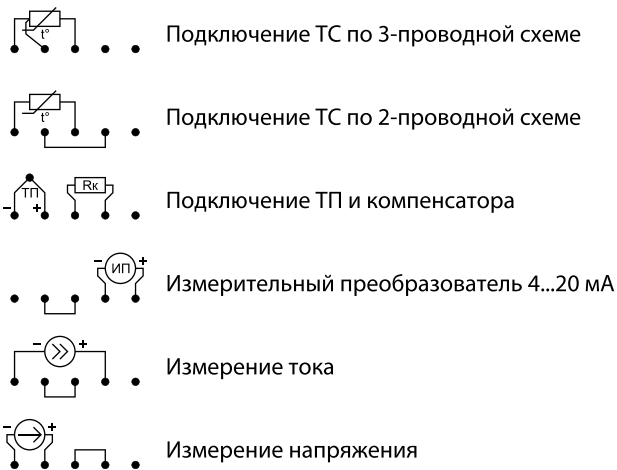 t°
Подключение ТС по 3-проводной схеме
t°
Подключение ТС по 2-проводной схеме
ТП Rк
− +
Подключение ТП и компенсатора
− ИП +
Измерительный преобразователь 4...20 мА
− +
Измерение тока
− +
Измерение напряжения